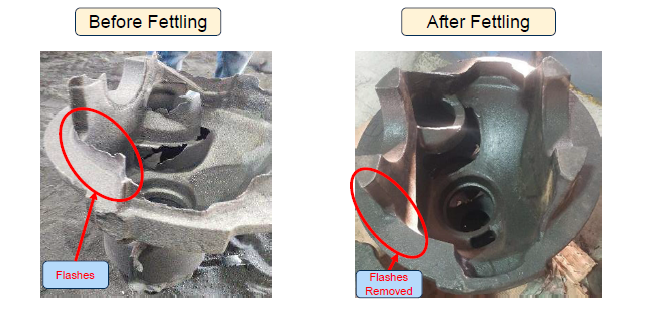 Before Fettling
After Fettling
Flashes
Flashes
Removed